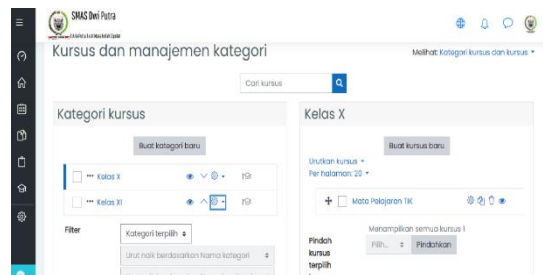 SMAS Dwi Putra
Kursus dan manajemen kategori
Melihat: Kategori kursus dan kursus
Cari kursus
Kategori kursus
Buat kategori baru
Kelas X
Kelas XI
Filter
Kategori terpilih
Urut naik berdasarkan Nama kategori
Kelas X
Buat kursus baru
Urutkan kursus
Per halaman: 20
Mata Pelajaran TIK
Menampilkan semua kursus 1
Pindah
kursus
terpilih
Pilih...
Pindahkan